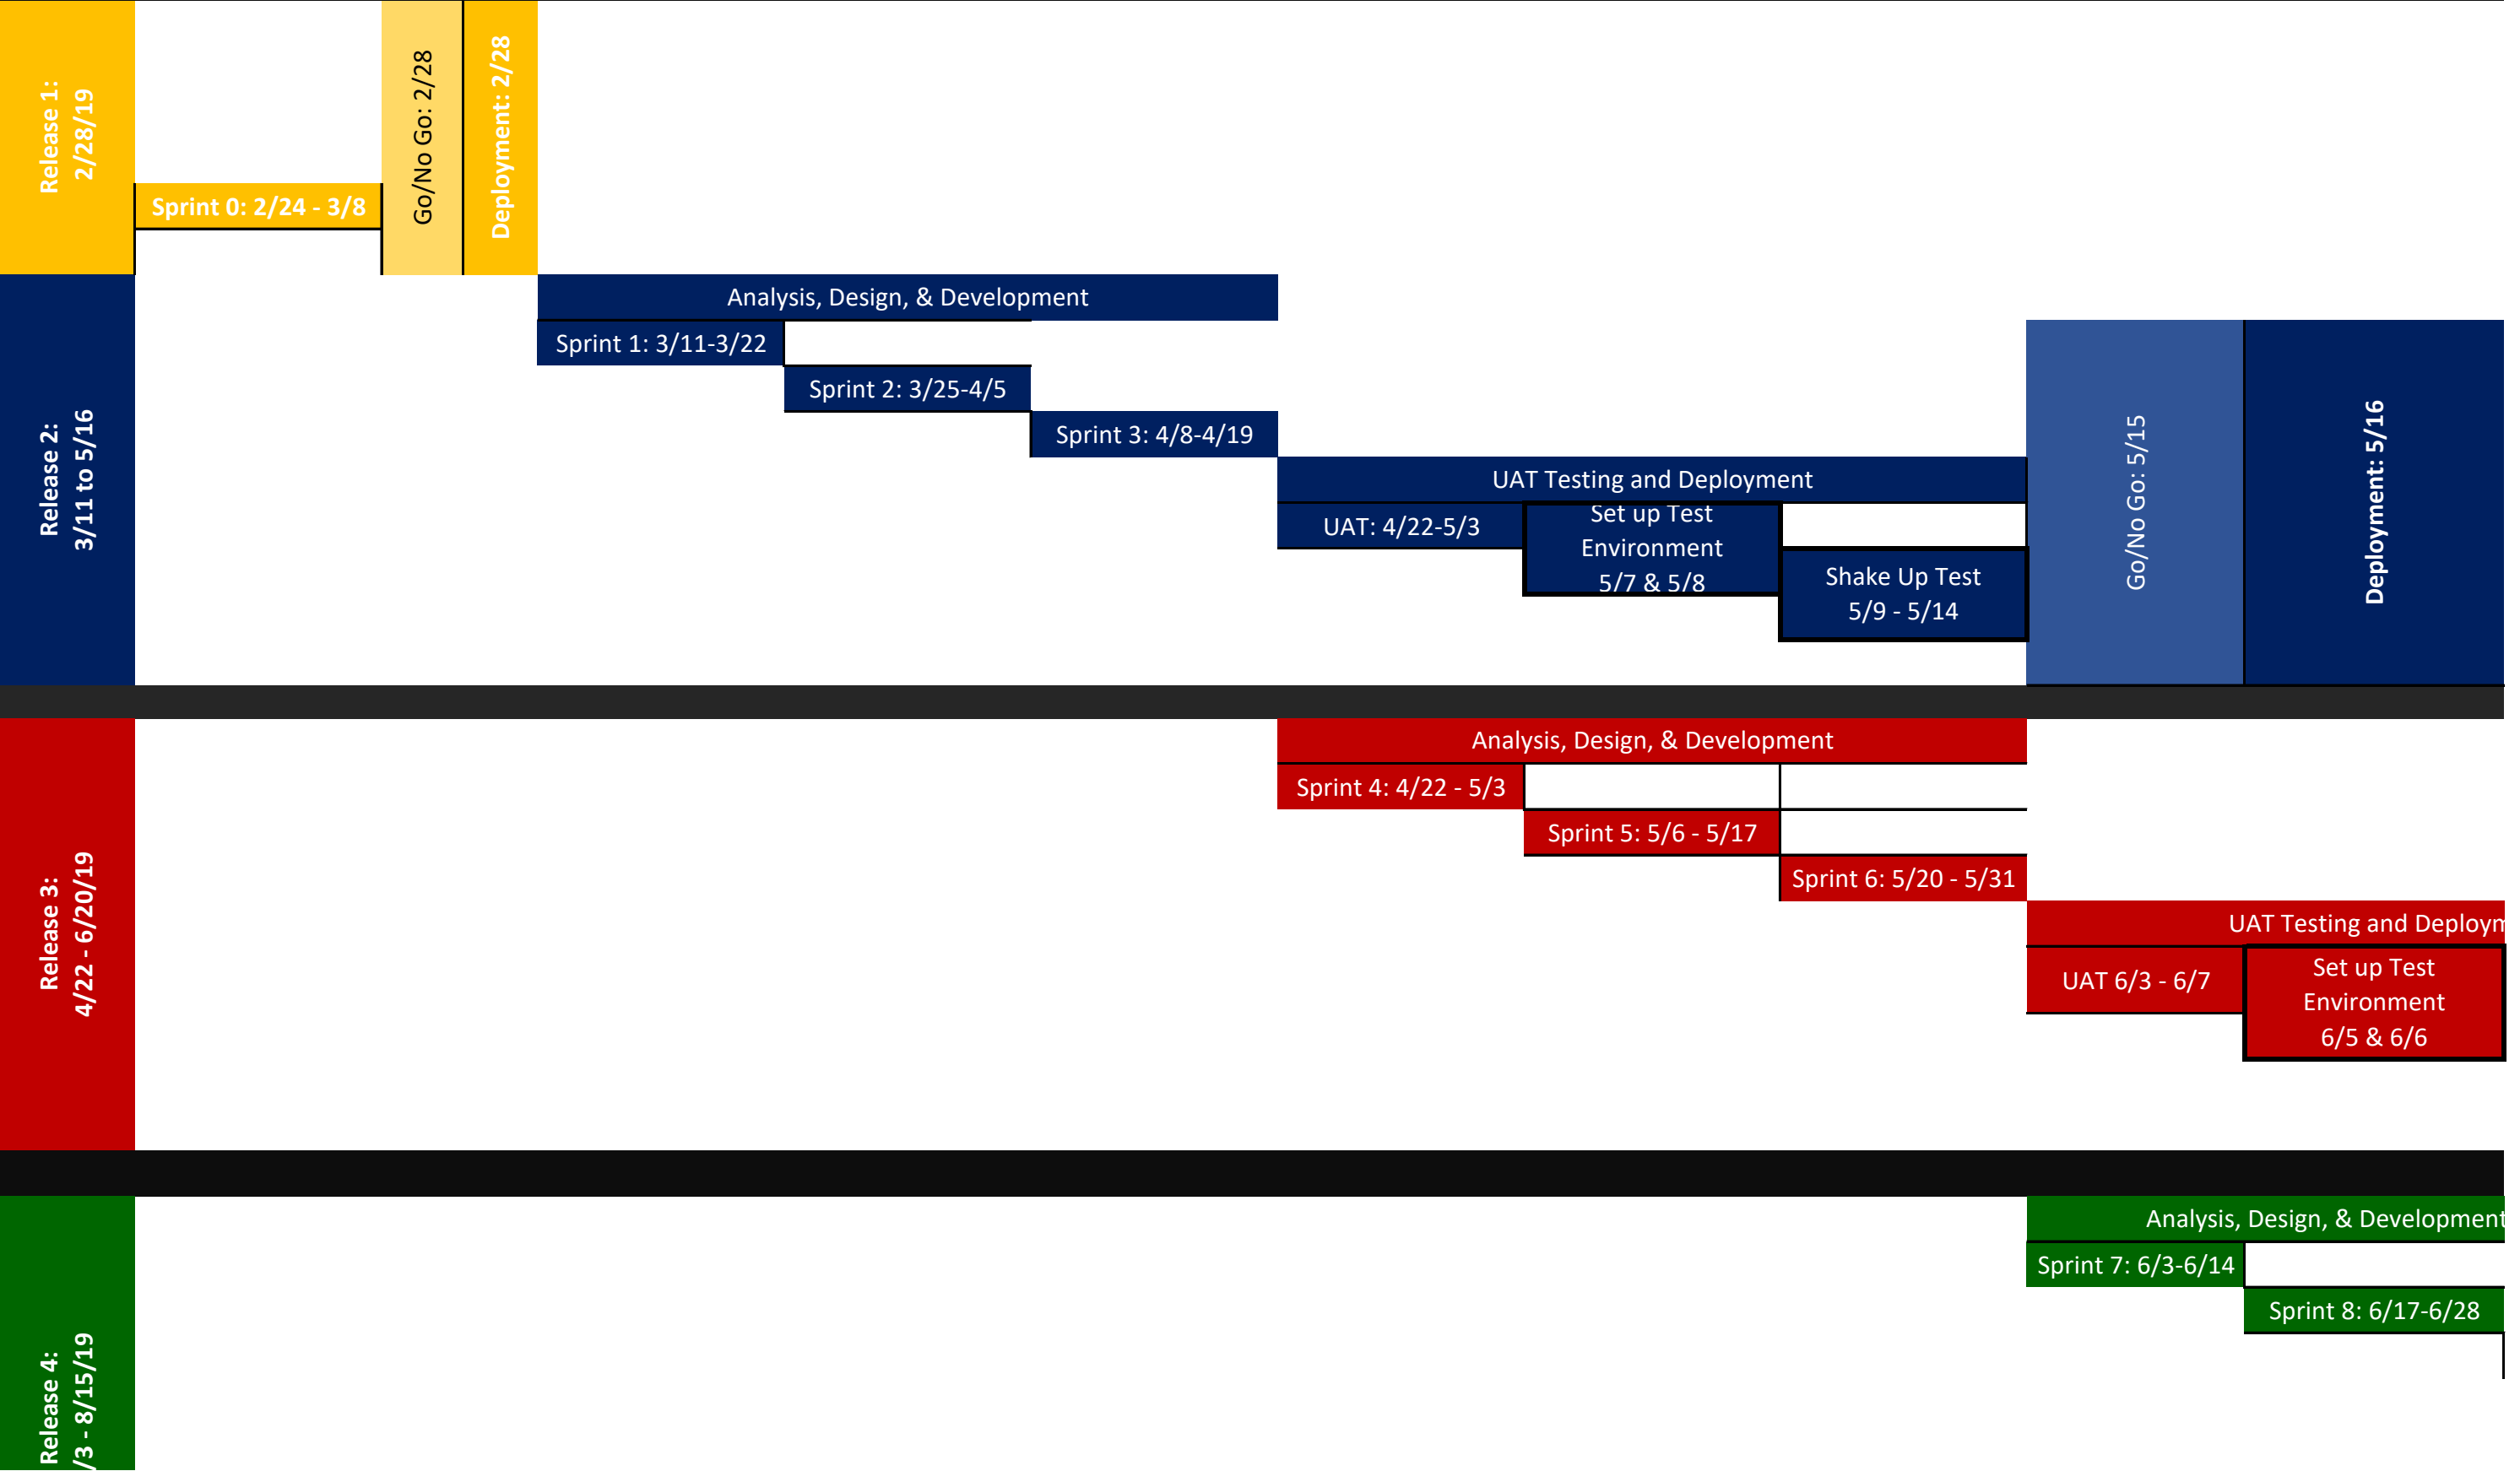 Release 1:
2/28/19
Sprint 0: 2/24 - 3/8
Go/No Go: 2/28
Deployment: 2/28
Release 2:
3/11 to 5/16
Analysis, Design, & Development
Sprint 1: 3/11-3/22
Sprint 2: 3/25-4/5
Sprint 3: 4/8-4/19
UAT Testing and Deployment
UAT: 4/22-5/3
Set up Test
Environment
5/7 & 5/8
Shake Up Test
5/9 - 5/14
Go/No Go: 5/15
Deployment: 5/16
Release 3:
4/22 - 6/20/19
Analysis, Design, & Development
Sprint 4: 4/22 - 5/3
Sprint 5: 5/6 - 5/17
Sprint 6: 5/20 - 5/31
UAT Testing and Deploym
UAT 6/3 - 6/7
Set up Test
Environment
6/5 & 6/6
Release 4:
/3 - 8/15/19
Analysis, Design, & Development
Sprint 7: 6/3-6/14
Sprint 8: 6/17-6/28